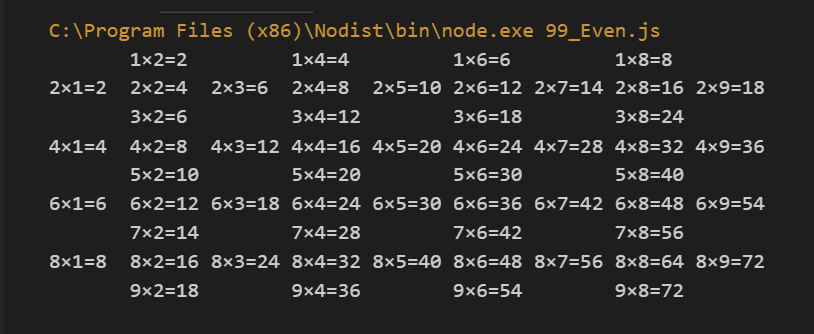 C:\Program Files (x86)\Nodist\bin\node.exe 99_Even.js
       1×2=2         1×4=4         1×6=6         1×8=8
2×1=2  2×2=4  2×3=6  2×4=8  2×5=10 2×6=12 2×7=14 2×8=16 2×9=18
       3×2=6         3×4=12        3×6=18        3×8=24
4×1=4  4×2=8  4×3=12 4×4=16 4×5=20 4×6=24 4×7=28 4×8=32 4×9=36
       5×2=10        5×4=20        5×6=30        5×8=40
6×1=6  6×2=12 6×3=18 6×4=24 6×5=30 6×6=36 6×7=42 6×8=48 6×9=54
       7×2=14        7×4=28        7×6=42        7×8=56
8×1=8  8×2=16 8×3=24 8×4=32 8×5=40 8×6=48 8×7=56 8×8=64 8×9=72
       9×2=18        9×4=36        9×6=54        9×8=72